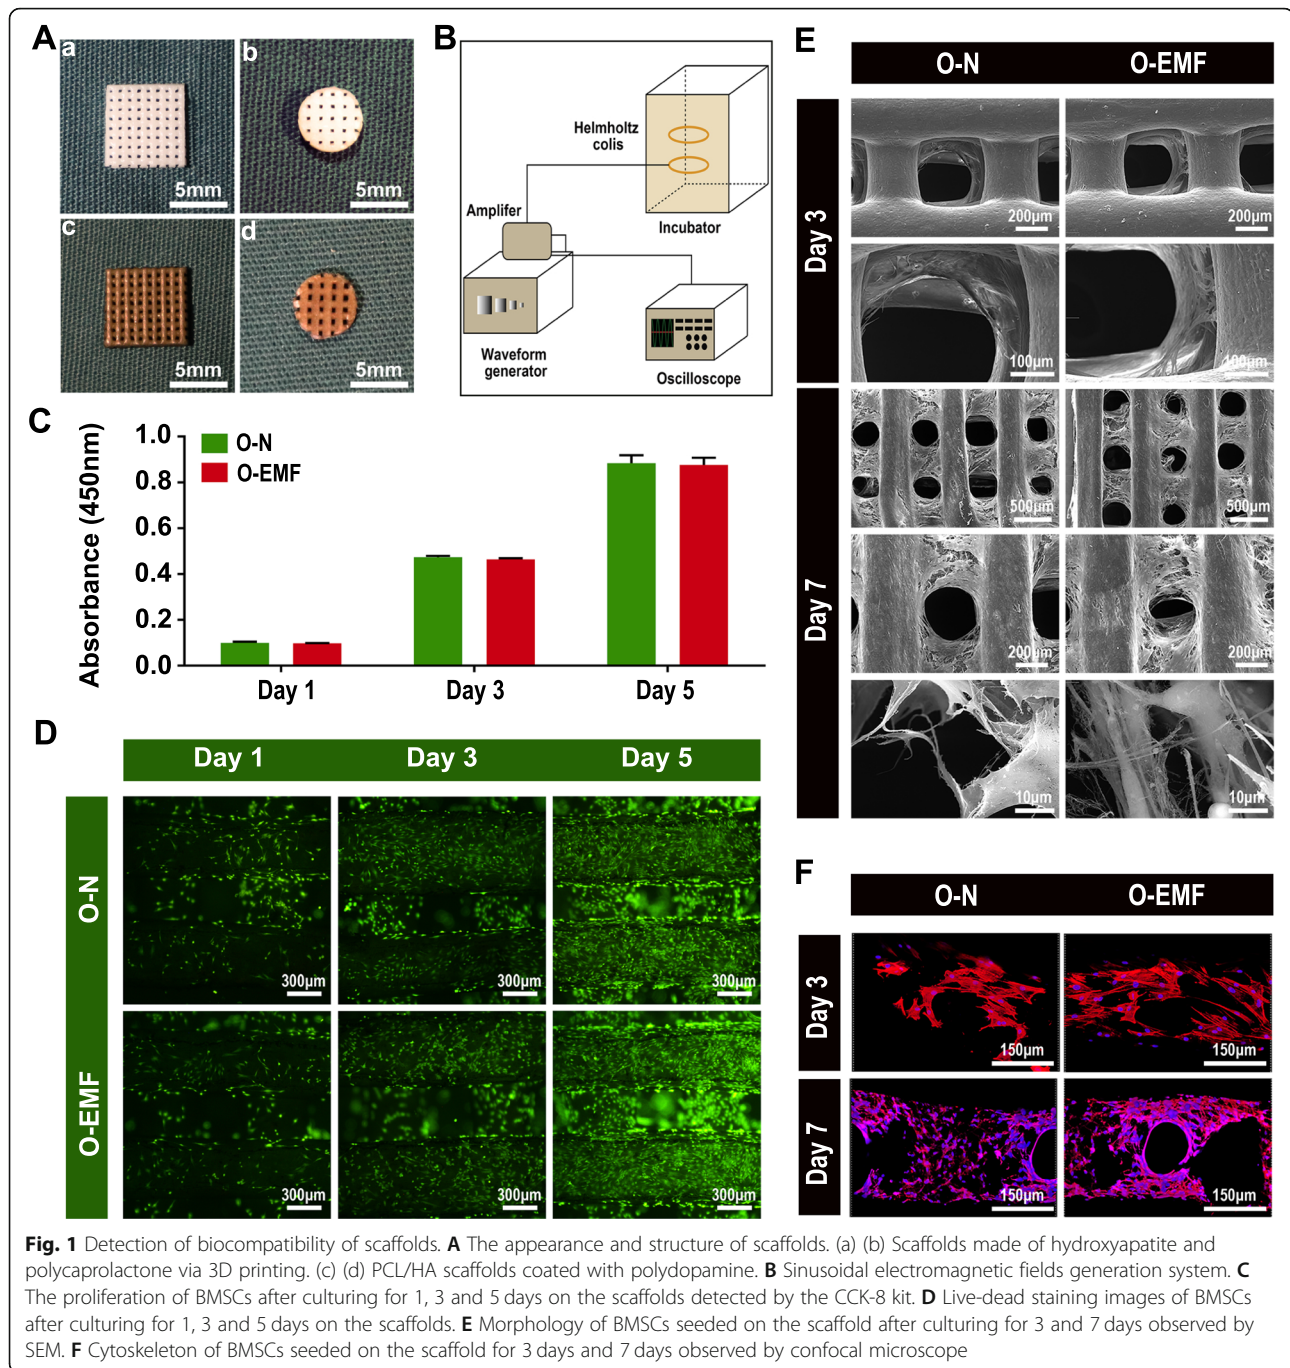 A
a
5mm
b
5mm
c
5mm
d
5mm
B
Helmholtz
colis
Amplifer
Incubator
Waveform
generator
Oscilloscope
C
Absorbance (450nm)
1.0
0.8
0.6
0.4
0.2
0.0
O-N
O-EMF
Day 1
Day 3
Day 5
D
Day 1
Day 3
Day 5
O-N
300µm
300µm
300µm
O-EMF
300µm
300µm
300µm
E
O-N
O-EMF
Day 3
200µm
200µm
100µm
100µm
Day 7
500µm
500µm
200µm
200µm
10µm
10µm
F
O-N
O-EMF
Day 3
150µm
150µm
Day 7
150µm
150µm
Fig. 1 Detection of biocompatibility of scaffolds. A The appearance and structure of scaffolds. (a) (b) Scaffolds made of hydroxyapatite and
polycaprolactone via 3D printing. (c) (d) PCL/HA scaffolds coated with polydopamine. B Sinusoidal electromagnetic fields generation system. C
The proliferation of BMSCs after culturing for 1, 3 and 5 days on the scaffolds detected by the CCK-8 kit. D Live-dead staining images of BMSCs
after culturing for 1, 3 and 5 days on the scaffolds. E Morphology of BMSCs seeded on the scaffold after culturing for 3 and 7 days observed by
SEM. F Cytoskeleton of BMSCs seeded on the scaffold for 3 days and 7 days observed by confocal microscope